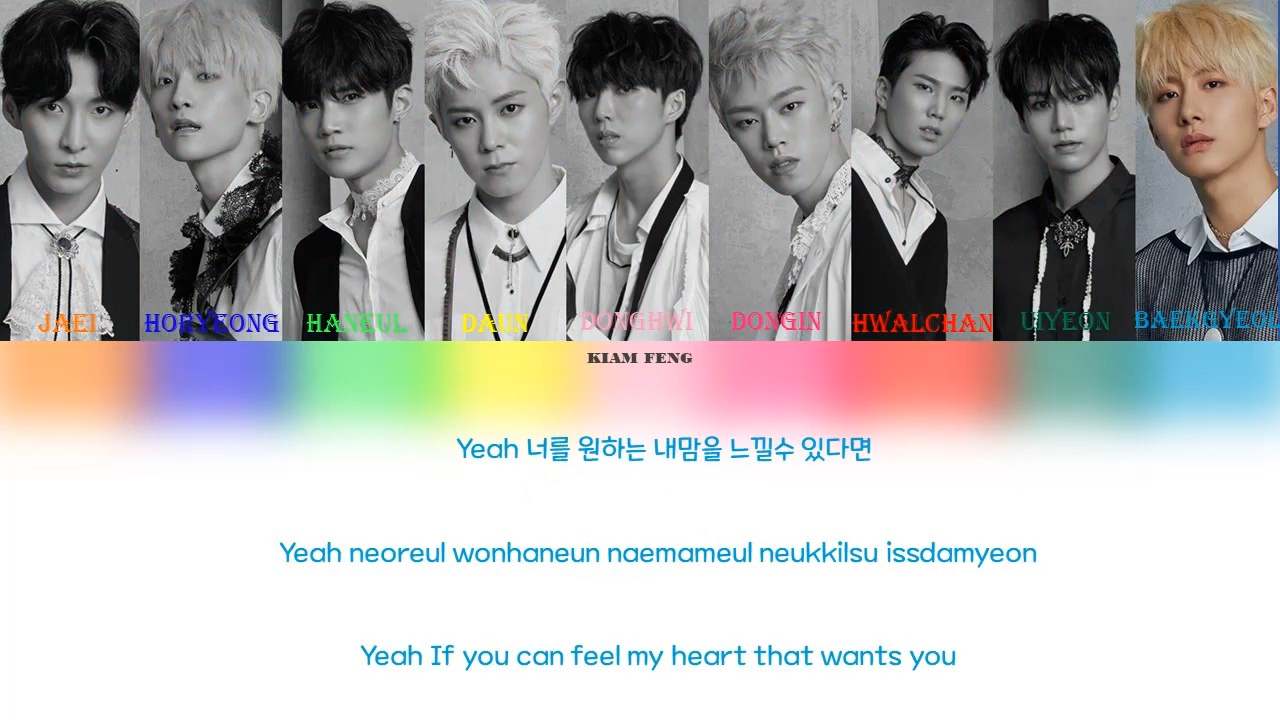 JAEI HORYEONG HANEUL DAUN DONGHWI DONGIN HWALCHAN UIYEON BAEKGYEOL
KIAM FENG
Yeah 너를 원하는 내맘을 느낄수 있다면
Yeah neoreul wonhaneun naemameul neukkilsu issdamyeon
Yeah If you can feel my heart that wants you